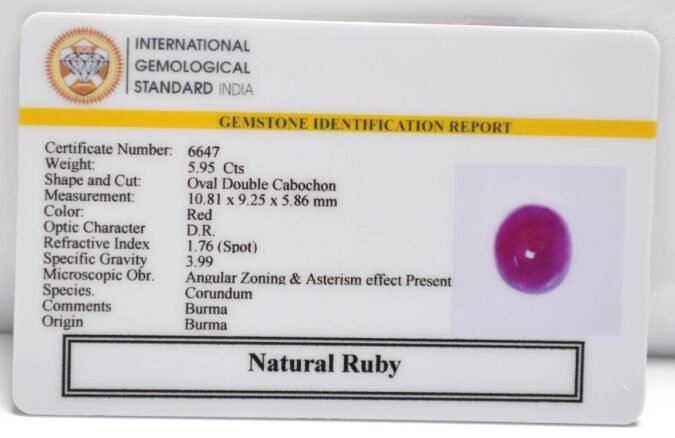 INTERNATIONAL
GEMOLOGICAL
STANDARD INDIA
GEMSTONE IDENTIFICATION REPORT
Certificate Number: 6647
Weight: 5.95 Cts
Shape and Cut: Oval Double Cabochon
Measurement: 10.81 x 9.25 x 5.86 mm
Color: Red
Optic Character D.R.
Refractive Index 1.76 (Spot)
Specific Gravity 3.99
Microscopic Obr. Angular Zoning & Asterism effect Present
Species. Corundum
Comments Burma
Origin Burma
Natural Ruby